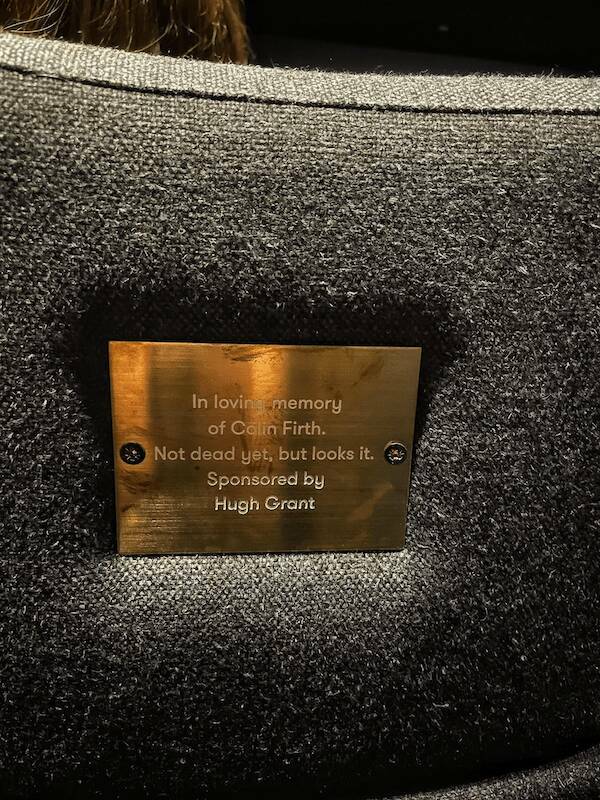 In loving memory
of Colin Firth.
Not dead yet, but looks it.
Sponsored by
Hugh Grant